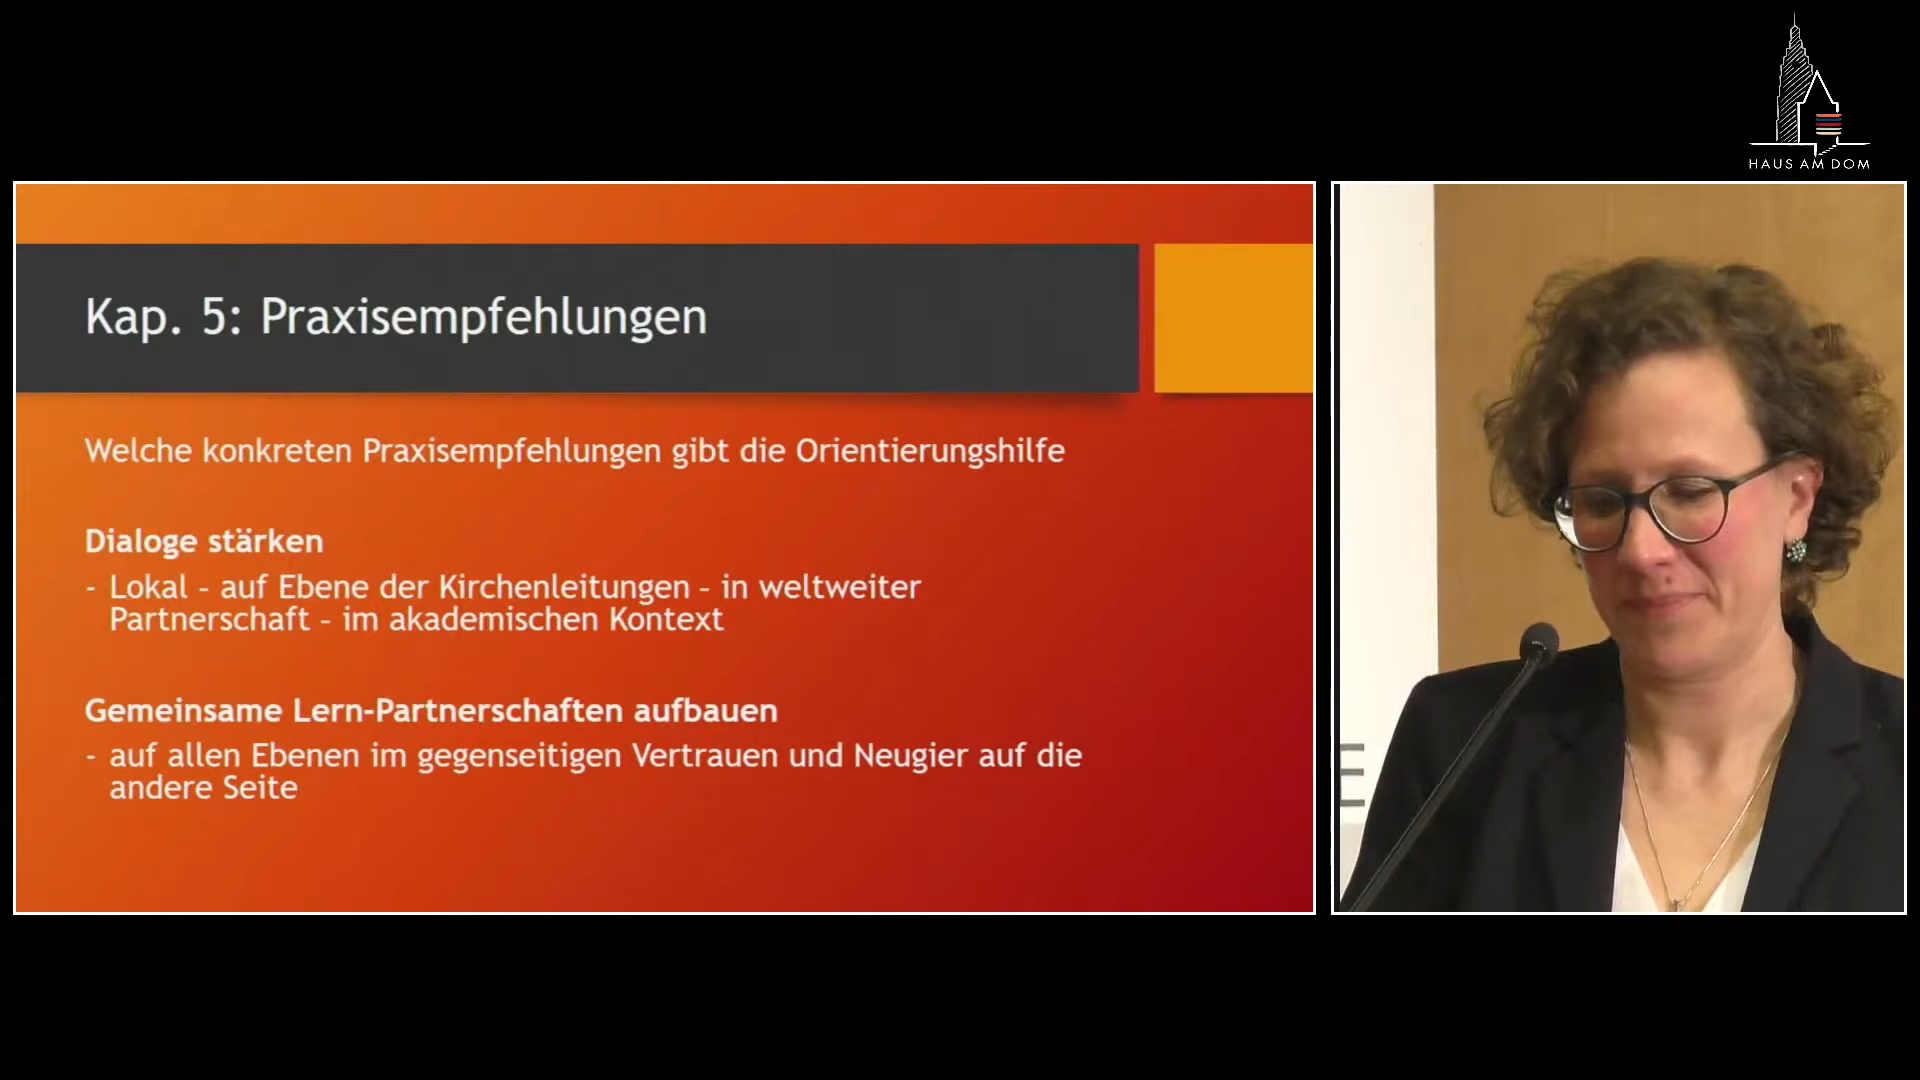 HAUS AM DOM
Kap. 5: Praxisempfehlungen
Welche konkreten Praxisempfehlungen gibt die Orientierungshilfe
Dialoge stärken
- Lokal – auf Ebene der Kirchenleitungen – in weltweiter
Partnerschaft – im akademischen Kontext
Gemeinsame Lern-Partnerschaften aufbauen
- auf allen Ebenen im gegenseitigen Vertrauen und Neugier auf die
andere Seite
E